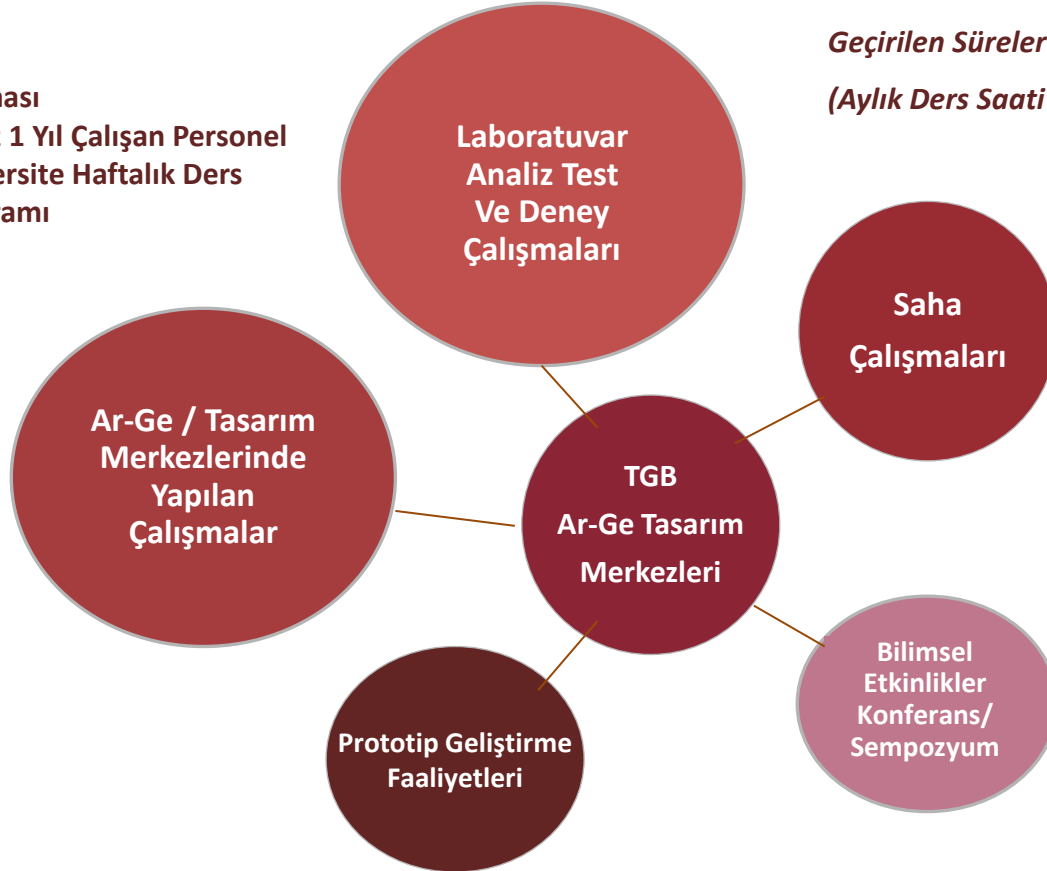 Geçirilen Süreler
(Aylık Ders Saati
ması
1 Yıl Çalışan Personel
ersite Haftalık Ders
ramı
Laboratuvar
Analiz Test
Ve Deney
Çalışmaları
Saha
Çalışmaları
Ar-Ge / Tasarım
Merkezlerinde
Yapılan
Çalışmalar
TGB
Ar-Ge Tasarım
Merkezleri
Bilimsel
Etkinlikler
Konferans/
Sempozyum
Prototip Geliştirme
Faaliyetleri